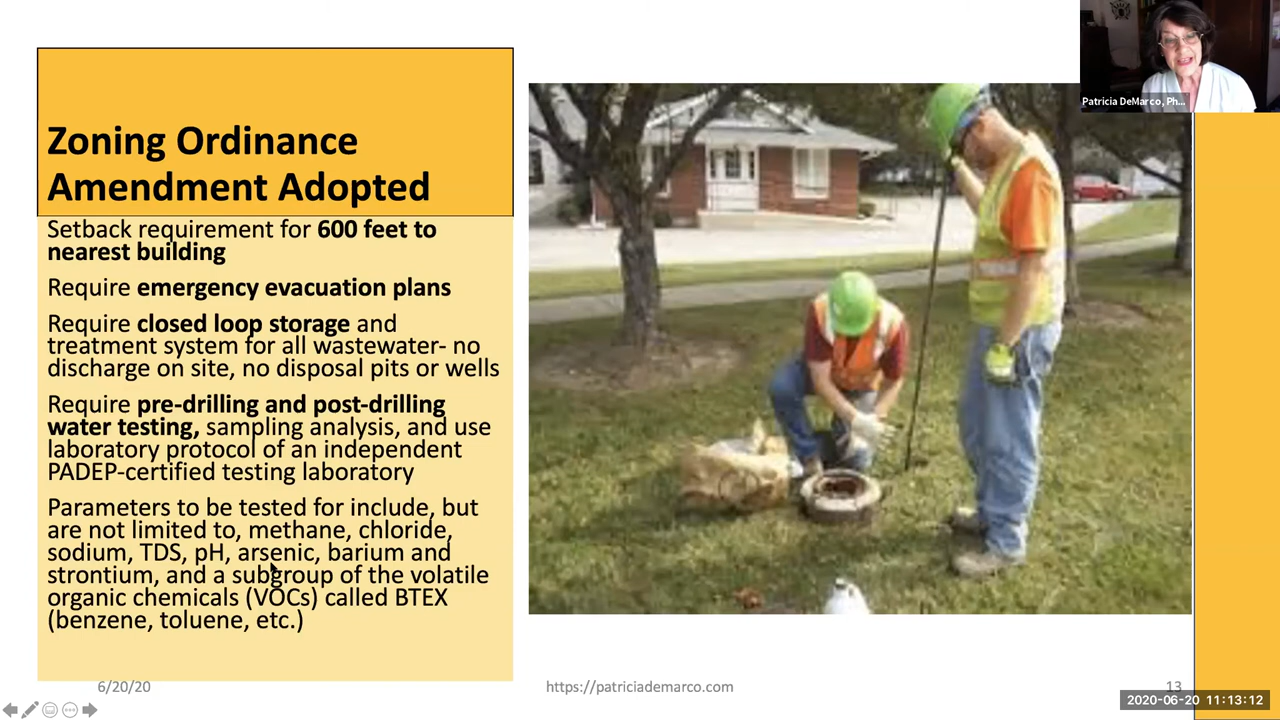 Zoning Ordinance
Amendment Adopted
Setback requirement for 600 feet to
nearest building
Require emergency evacuation plans
Require closed loop storage and
treatment system for all wastewater- no
discharge on site, no disposal pits or wells
Require pre-drilling and post-drilling
water testing, sampling analysis, and use
laboratory protocol of an independent
PADEP-certified testing laboratory
Parameters to be tested for include, but
are not limited to, methane, chloride,
sodium, TDS, pH, arsenic, barium and
strontium, and a subgroup of the volatile
organic chemicals (VOCs) called BTEX
(benzene, toluene, etc.)
Patricia DeMarco, Ph...
6/20/20
https://patriciademarco.com
13
2020-06-20 11:13:12